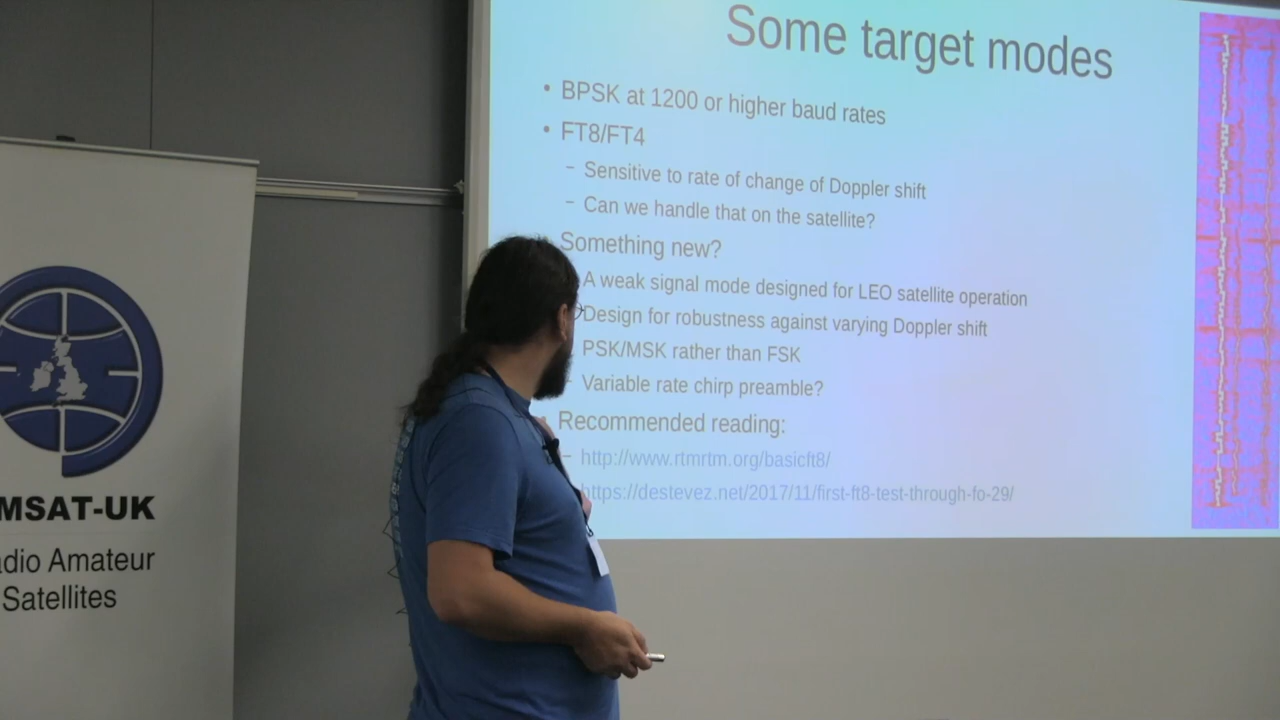 Some target modes
• BPSK at 1200 or higher baud rates
• FT8/FT4
– Sensitive to rate of change of Doppler shift
– Can we handle that on the satellite?
Something new?
A weak signal mode designed for LEO satellite operation
Design for robustness against varying Doppler shift
PSK/MSK rather than FSK
– Variable rate chirp preamble?
• Recommended reading:
– http://www.rtmrtm.org/basicft8/
https://destevez.net/2017/11/first-ft8-test-through-fo-29/
MSAT-UK
adio Amateur
Satellites